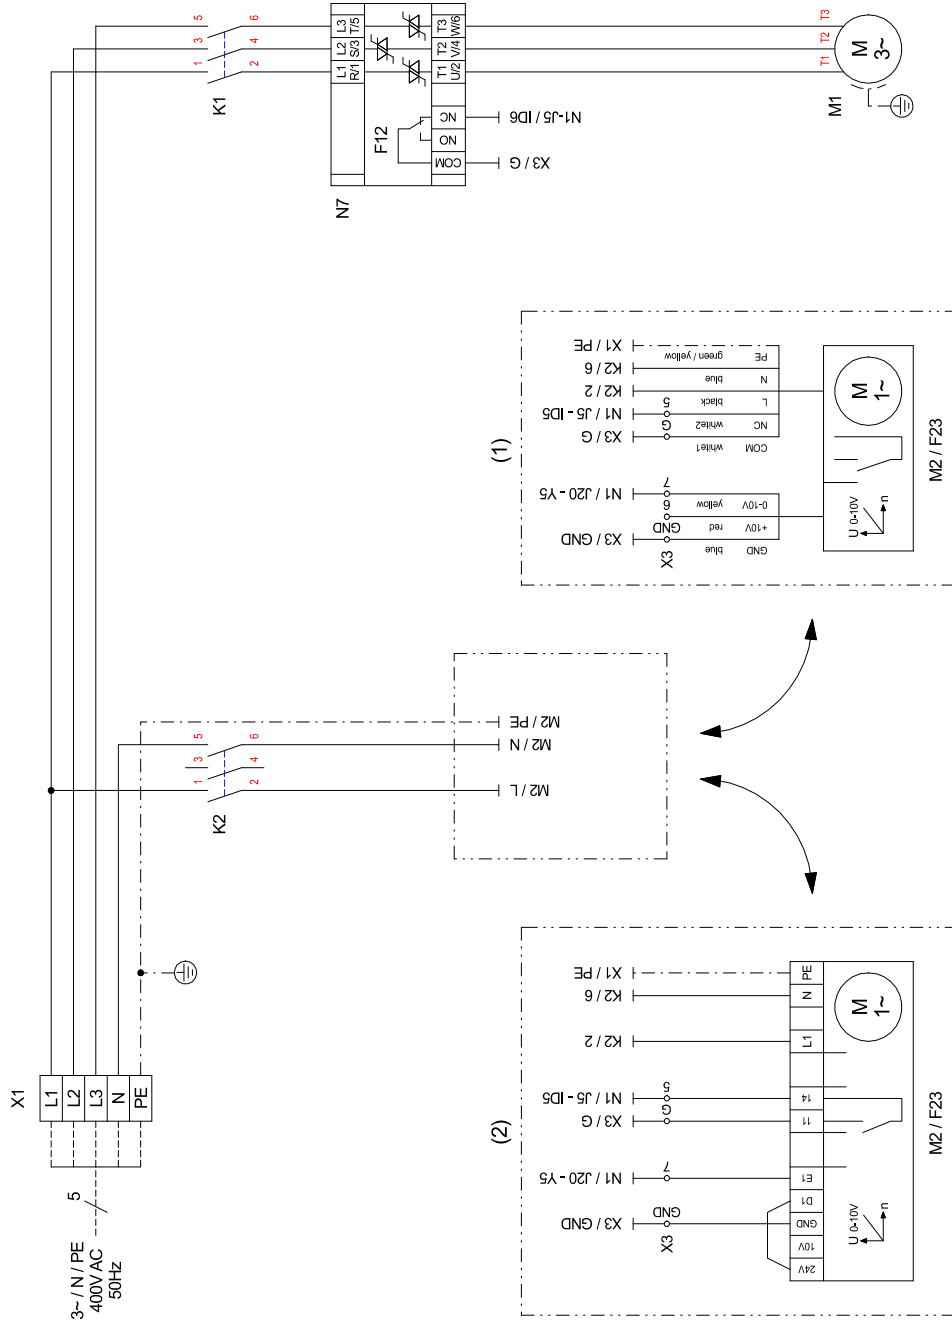 3~ / N / PE
400V AC
50Hz
5
X1
L1
L2
L3
N
PE
K1
1
3
5
2
4
6
N7
L1
R/1
L2
S/3
L3
T/5
T1
U/2
T2
V/4
T3
W/6
F12
NC
NO
COM
N1-J5 / ID6
X3 / G
T1
T2
T3
M
3~
M1
K2
1
3
5
2
4
6
M2 / PE
M2 / N
M2 / L
(1)
X1 / PE
K2 / 6
K2 / 2
N1 / J5 - ID5
X3 / G
N1 / J20 - Y5
X3 / GND
5
G
7
6
GND
X3
PE green / yellow
N blue
L black
NC white2
COM white1
0-10V yellow
+10V red
GND blue
U 0-10V
n
M
1~
M2 / F23
(2)
X1 / PE
K2 / 6
K2 / 2
N1 / J5 - ID5
X3 / G
N1 / J20 - Y5
X3 / GND
5
G
7
GND
X3
PE
N
L1
14
11
E1
D1
GND
10V
24V
U 0-10V
n
M
1~
M2 / F23